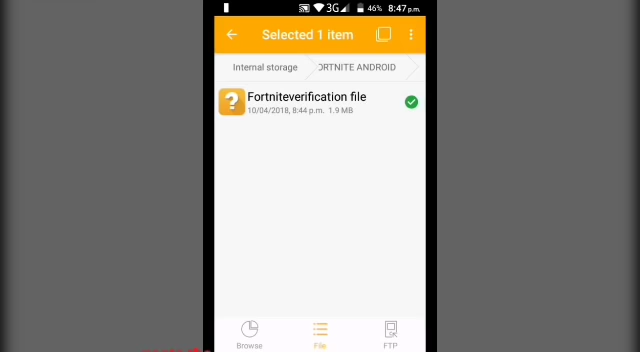 3G 46% 8:47 p.m.
Selected 1 item
Internal storage ORTNITE ANDROID
Fortniteverification file
10/04/2018, 8:44 p.m. 1.9 MB
Browse File FTP